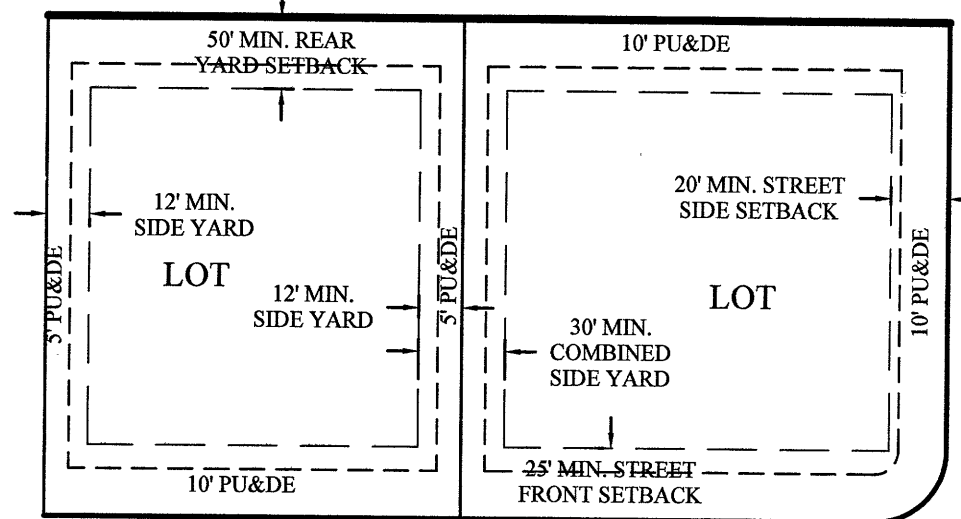 50' MIN. REAR
YARD SETBACK
10' PU&DE
12' MIN.
SIDE YARD
20' MIN. STREET
SIDE SETBACK
5' PU&DE
LOT
12' MIN.
SIDE YARD
5' PU&DE
LOT
30' MIN.
COMBINED
SIDE YARD
10' PU&DE
10' PU&DE
25' MIN. STREET
FRONT SETBACK